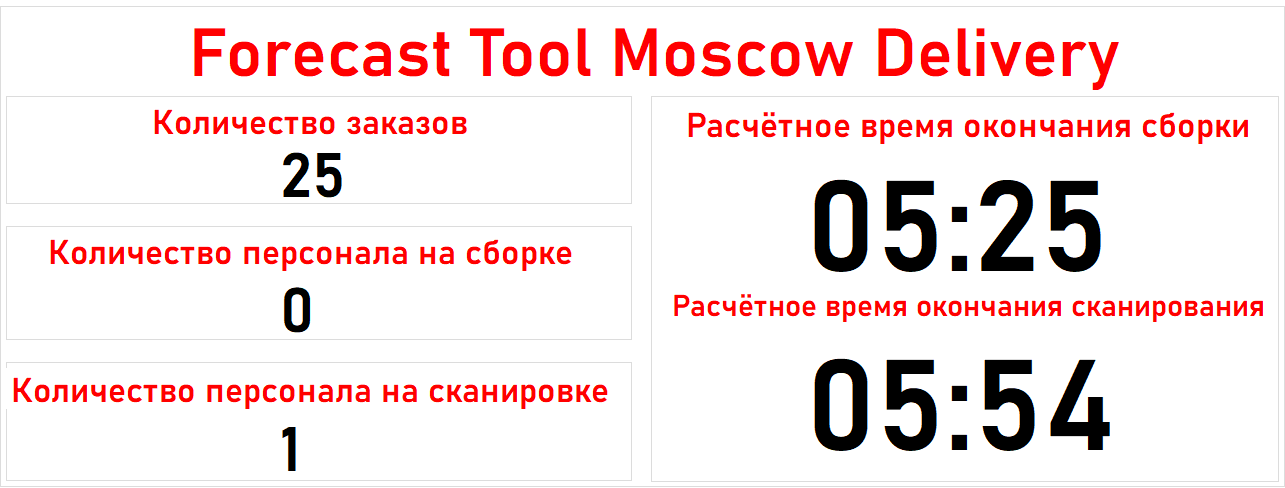 Forecast Tool Moscow Delivery
Количество заказов
25
Количество персонала на сборке
0
Количество персонала на сканировке
1
Расчётное время окончания сборки
05:25
Расчётное время окончания сканирования
05:54